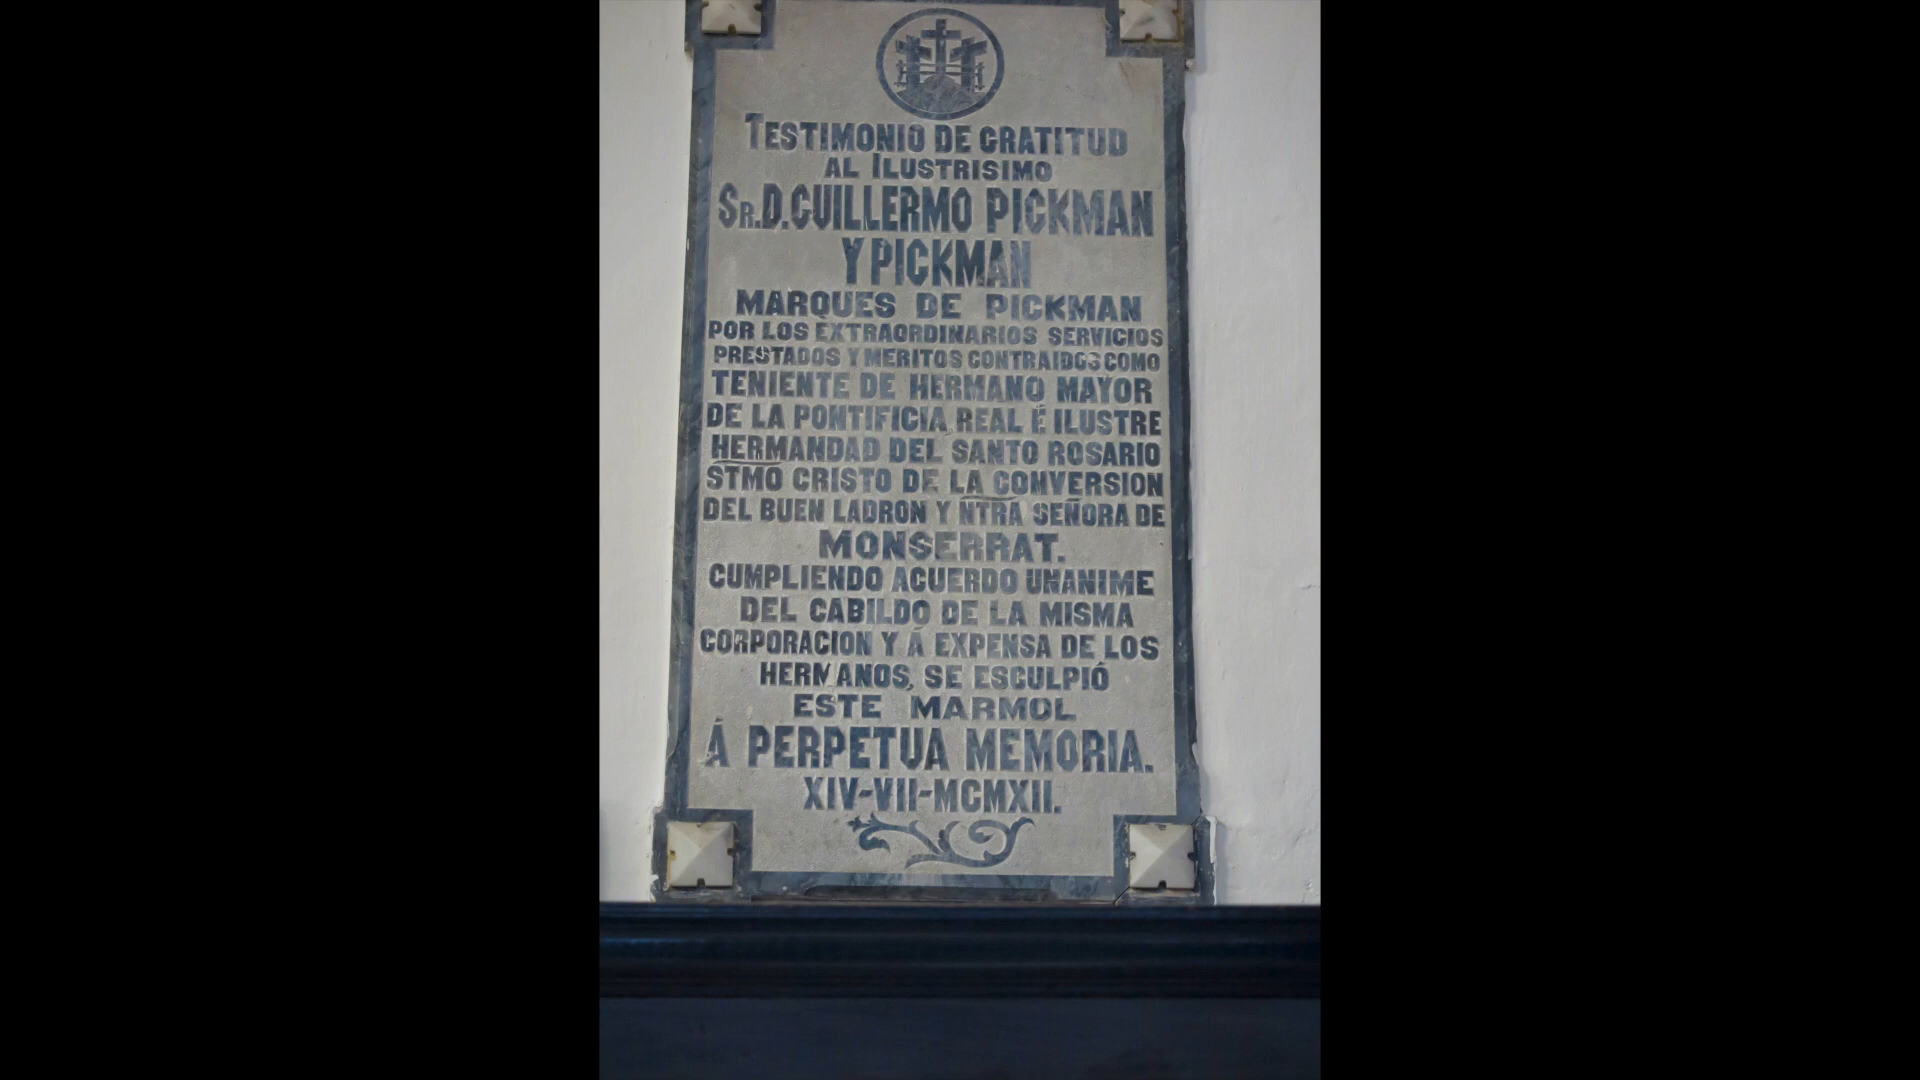 TESTIMONIO DE GRATITUD
AL ILUSTRISIMO
SR. D. GUILLERMO PICKMAN
Y PICKMAN
MARQUES DE PICKMAN
POR LOS EXTRAORDINARIOS SERVICIOS
PRESTADOS Y MERITOS CONTRAIDOS COMO
TENIENTE DE HERMANO MAYOR
DE LA PONTIFICIA REAL É ILUSTRE
HERMANDAD DEL SANTO ROSARIO
STMO CRISTO DE LA CONVERSION
DEL BUEN LADRON Y NTRA SEÑORA DE
MONSERRAT.
CUMPLIENDO ACUERDO UNANIME
DEL CABILDO DE LA MISMA
CORPORACION Y Á EXPENSA DE LOS
HERMANOS, SE ESCULPIÓ
ESTE MARMOL
Á PERPETUA MEMORIA.
XIV-VII-MCMXII.